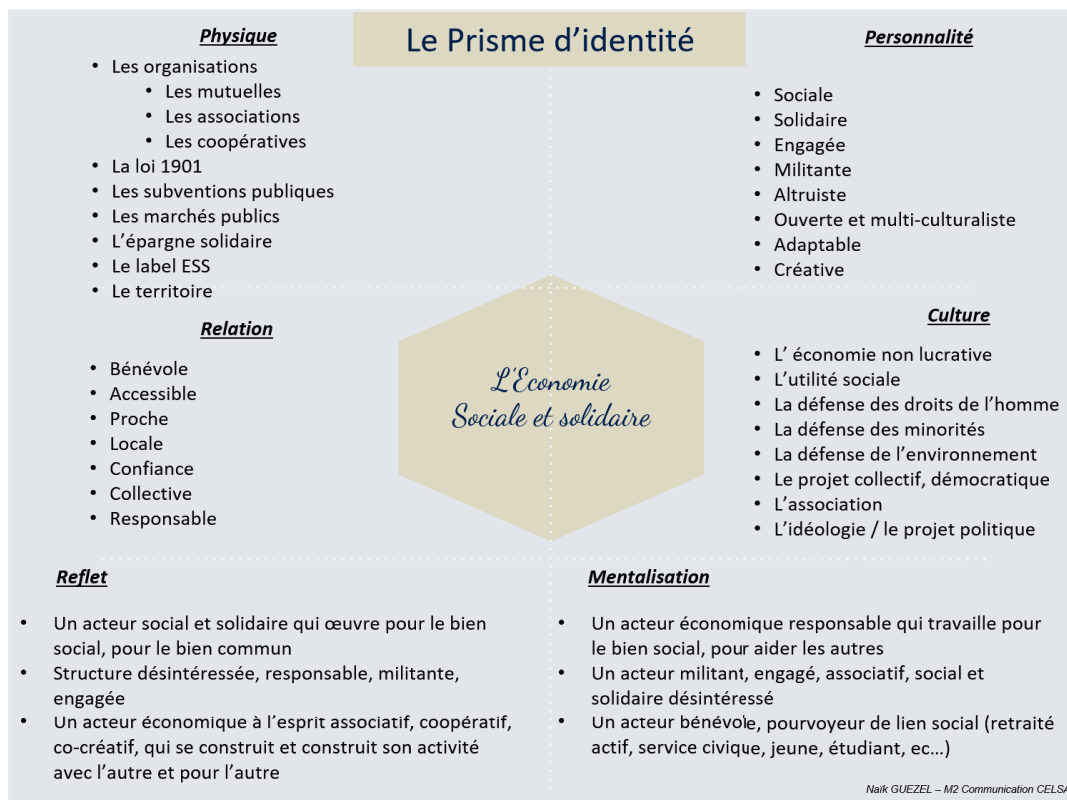 Le Prisme d'identité
Physique
• Les organisations
• Les mutuelles
• Les associations
• Les coopératives
• La loi 1901
• Les subventions publiques
• Les marchés publics
• L'épargne solidaire
• Le label ESS
• Le territoire
Personnalité
• Sociale
• Solidaire
• Engagée
• Militante
• Altruiste
• Ouverte et multi-culturaliste
• Adaptable
• Créative
Relation
• Bénévole
• Accessible
• Proche
• Locale
• Confiance
• Collective
• Responsable
L'Economie
Sociale et solidaire
Culture
• L' économie non lucrative
• L'utilité sociale
• La défense des droits de l'homme
• La défense des minorités
• La défense de l'environnement
• Le projet collectif, démocratique
• L'association
• L'idéologie / le projet politique
Reflet
• Un acteur social et solidaire qui œuvre pour le bien
social, pour le bien commun
• Structure désintéressée, responsable, militante,
engagée
• Un acteur économique à l'esprit associatif, coopératif,
co-créatif, qui se construit et construit son activité
avec l'autre et pour l'autre
Mentalisation
• Un acteur économique responsable qui travaille pour
le bien social, pour aider les autres
• Un acteur militant, engagé, associatif, social et
solidaire désintéressé
• Un acteur bénévole, pourvoyeur de lien social (retraité
actif, service civique, jeune, étudiant, ec…)
Naïk GUEZEL – M2 Communication CELSA